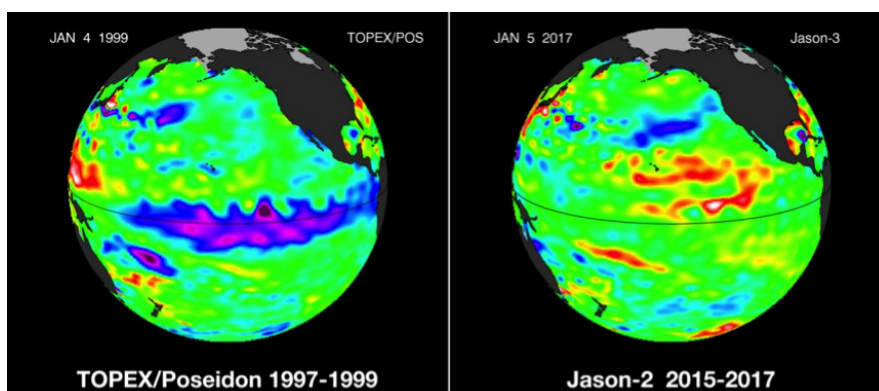 JAN 4 1999
TOPEX/POS
TOPEX/Poseidon 1997-1999
JAN 5 2017
Jason-3
Jason-2 2015-2017